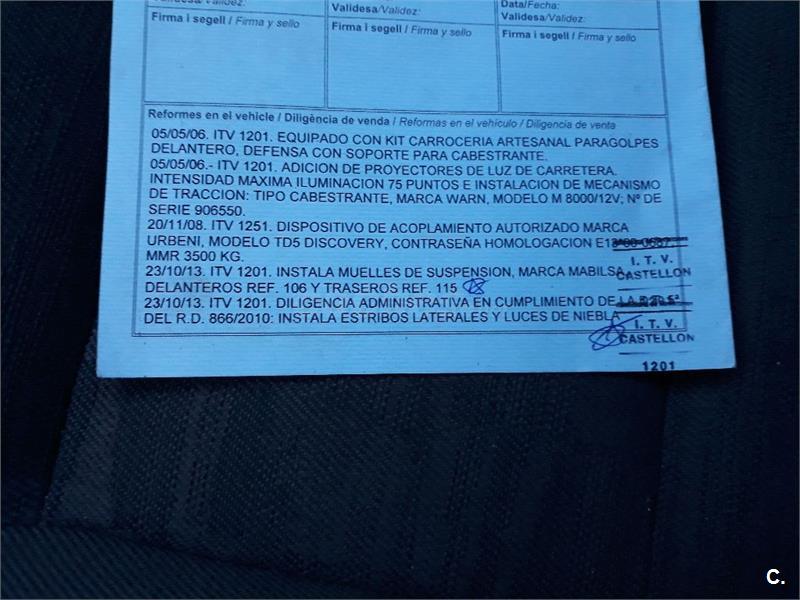 Validesa/Validez:
Validesa/Validez:
Data/Fecha:
Validesa/Validez:
Firma i segell / Firma y sello
Firma i segell / Firma y sello
Firma i segell / Firma y sello
Reformes en el vehicle / Diligència de venda / Reformas en el vehículo / Diligencia de venta
05/05/06. ITV 1201. EQUIPADO CON KIT CARROCERIA ARTESANAL PARAGOLPES
DELANTERO, DEFENSA CON SOPORTE PARA CABESTRANTE.
05/05/06.- ITV 1201. ADICION DE PROYECTORES DE LUZ DE CARRETERA.
INTENSIDAD MAXIMA ILUMINACION 75 PUNTOS E INSTALACION DE MECANISMO
DE TRACCION: TIPO CABESTRANTE, MARCA WARN, MODELO M 8000/12V; Nº DE
SERIE 906550.
20/11/08. ITV 1251. DISPOSITIVO DE ACOPLAMIENTO AUTORIZADO MARCA
URBENI, MODELO TD5 DISCOVERY, CONTRASEÑA HOMOLOGACION
MMR 3500 KG.
I. T. V.
23/10/13. ITV 1201. INSTALA MUELLES DE SUSPENSION, MARCA MABILSA,
CASTELLON
DELANTEROS REF. 106 Y TRASEROS REF. 115
23/10/13. ITV 1201. DILIGENCIA ADMINISTRATIVA EN CUMPLIMIENTO DE LA
DEL R.D. 866/2010: INSTALA ESTRIBOS LATERALES Y LUCES DE NIEBLA
I. T. V.
CASTELLON
1201
C.